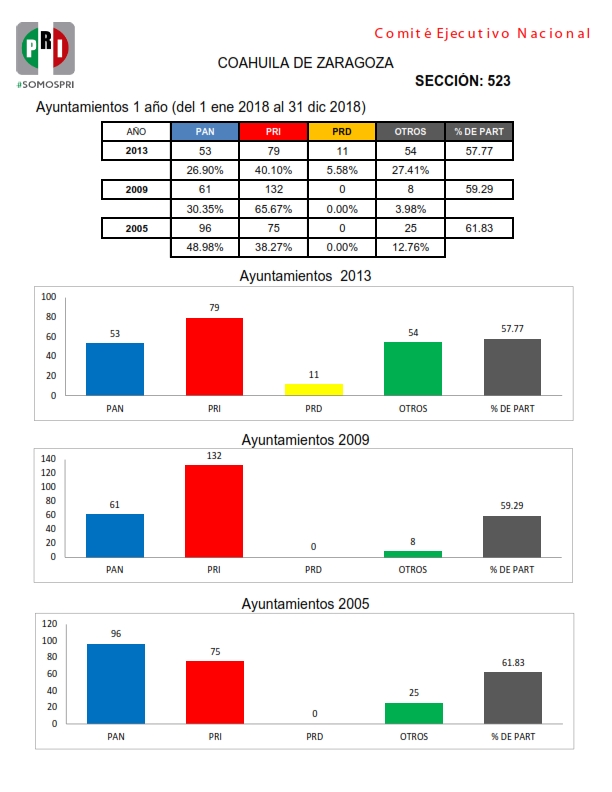 PRI
#SOMOSPRI
Comité Ejecutivo Nacional
COAHUILA DE ZARAGOZA
SECCIÓN: 523
Ayuntamientos 1 año (del 1 ene 2018 al 31 dic 2018)
AÑO PAN PRI PRD OTROS % DE PART
2013 53 79 11 54 57.77
26.90% 40.10% 5.58% 27.41%
2009 61 132 0 8 59.29
30.35% 65.67% 0.00% 3.98%
2005 96 75 0 25 61.83
48.98% 38.27% 0.00% 12.76%
Ayuntamientos 2013
100
80
60
40
20
0
53 79 11 54 57.77
PAN PRI PRD OTROS % DE PART
Ayuntamientos 2009
140
120
100
80
60
40
20
0
61 132 0 8 59.29
PAN PRI PRD OTROS % DE PART
Ayuntamientos 2005
120
100
80
60
40
20
0
96 75 0 25 61.83
PAN PRI PRD OTROS % DE PART